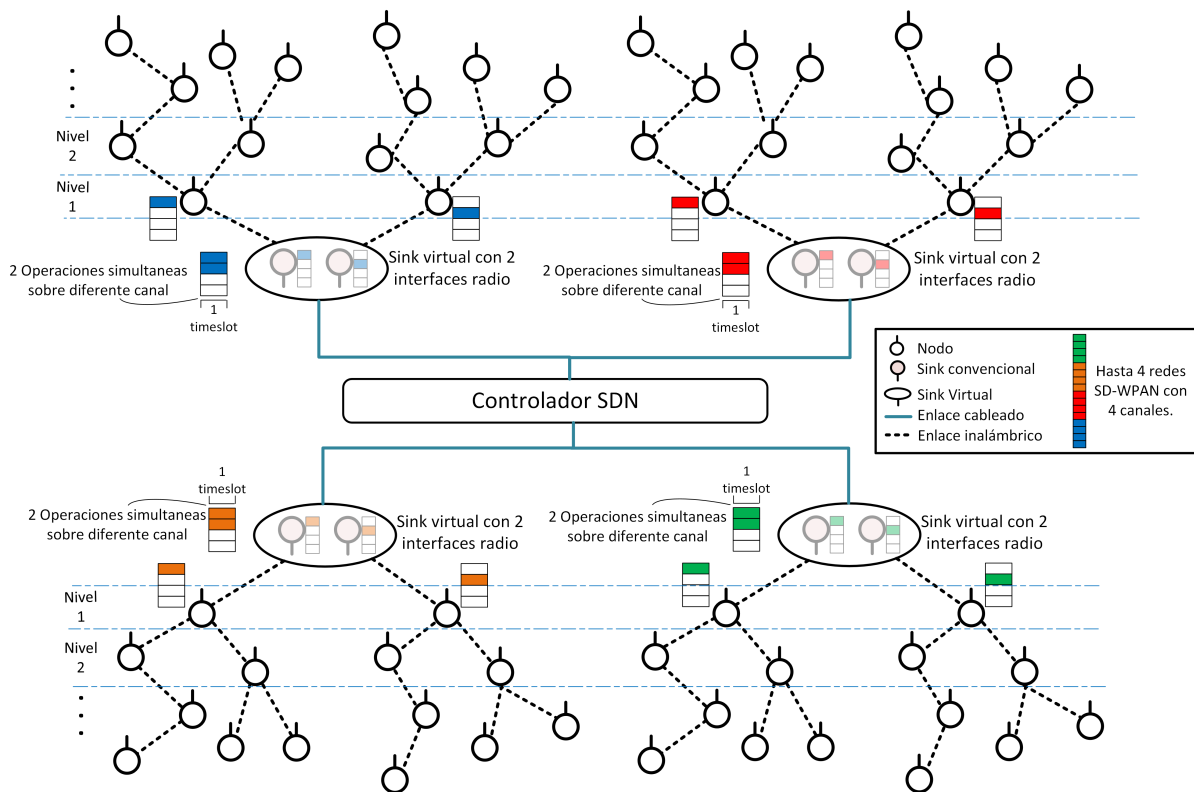 Nivel
2
Nivel
1
2 Operaciones simultaneas
sobre diferente canal
1
timeslot
Sink virtual con 2
interfaces radio
2 Operaciones simultaneas
sobre diferente canal
1
timeslot
Sink virtual con 2
interfaces radio
Controlador SDN
Nodo
Sink convencional
Sink Virtual
Enlace cableado
Enlace inalámbrico
Hasta 4 redes
SD-WPAN con
4 canales.
1
timeslot
2 Operaciones simultaneas
sobre diferente canal
Sink virtual con 2
interfaces radio
1
timeslot
2 Operaciones simultaneas
sobre diferente canal
Sink virtual con 2
interfaces radio
Nivel
1
Nivel
2